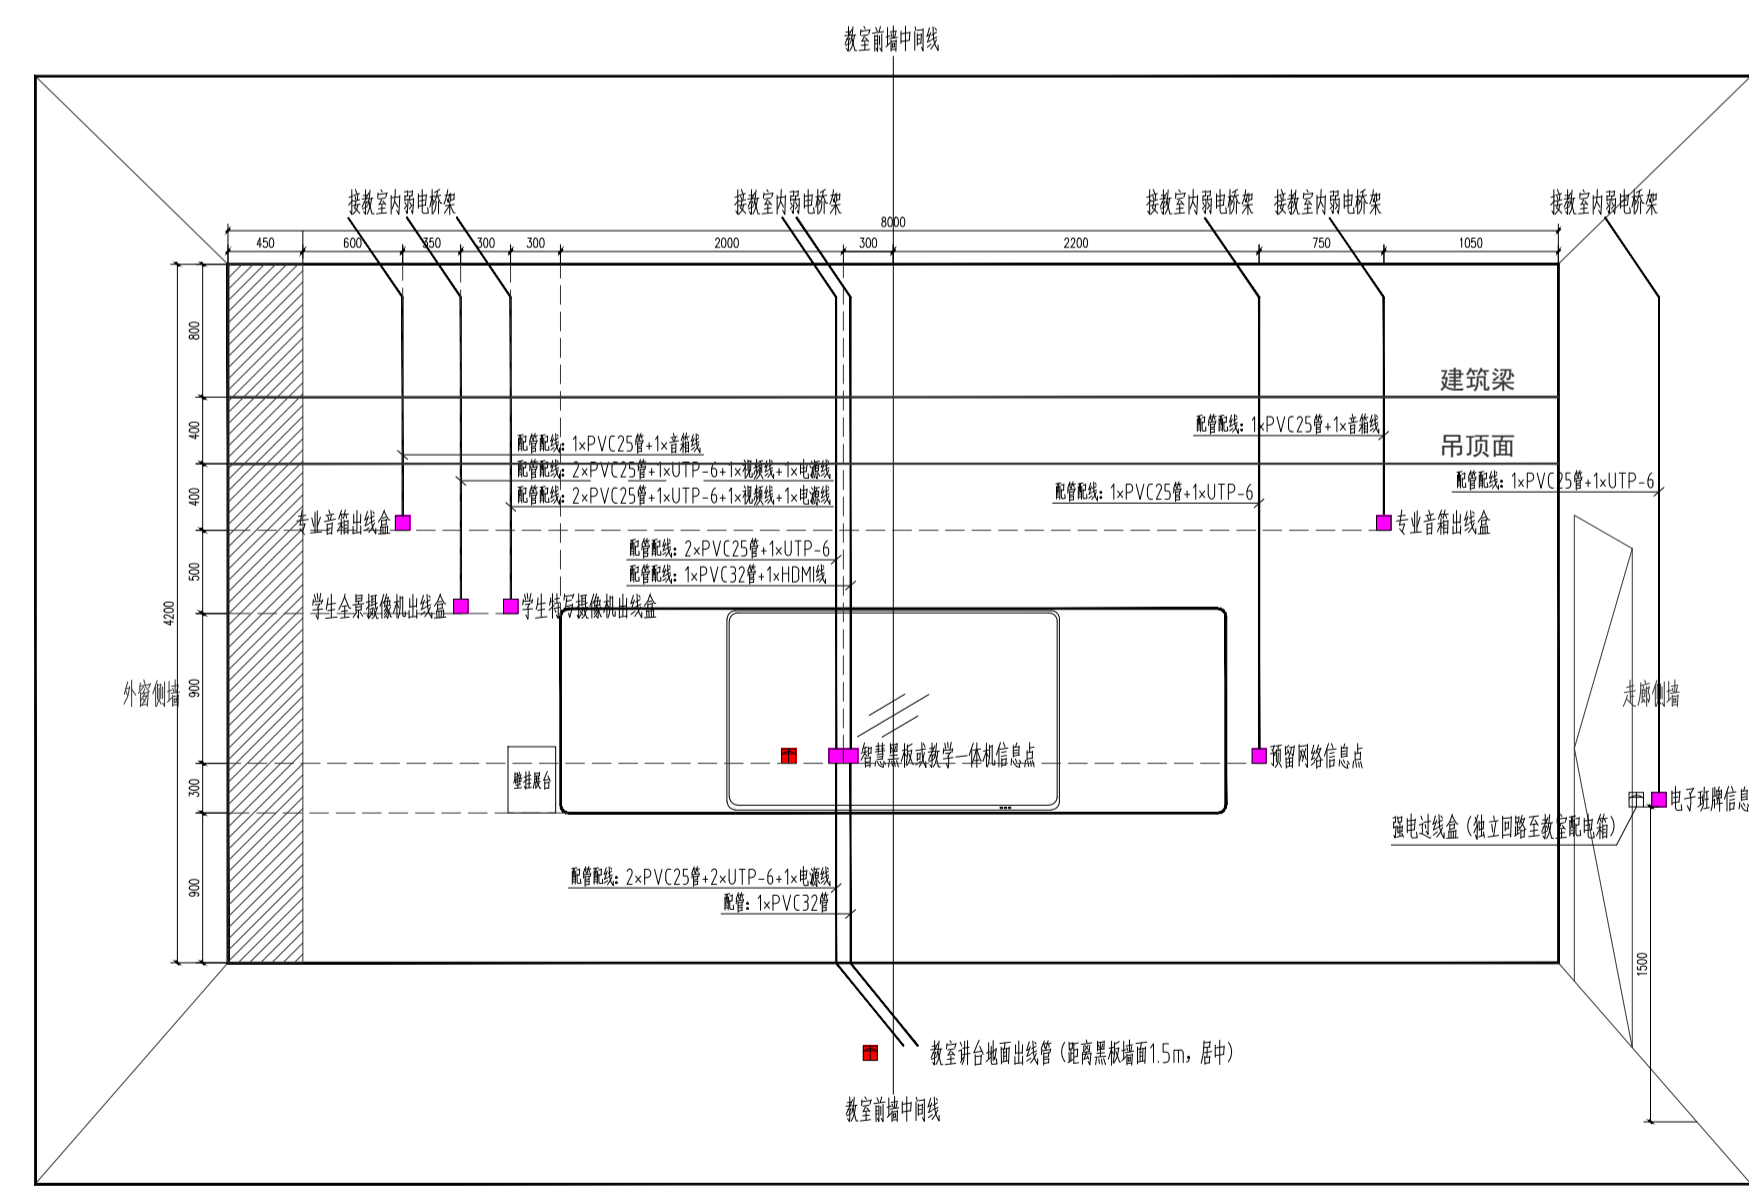 教室前墙中间线
接教室内弱电桥架
接教室内弱电桥架
接教室内弱电桥架
接教室内弱电桥架
接教室内弱电桥架
8000
450
600
350
300
300
2000
300
2200
750
1050
800
建筑梁
400
配管配线：1×PVC25管+1×音箱线
配管配线：1×PVC25管+1×音箱线
吊顶面
配管配线：2×PVC25管+1×UTP-6+1×视频线+1×电源线
配管配线：1×PVC25管+1×UTP-6
400
配管配线：2×PVC25管+1×UTP-6+1×视频线+1×电源线
配管配线：1×PVC25管+1×UTP-6
专业音箱出线盒
专业音箱出线盒
配管配线：2×PVC25管+1×UTP-6
500
配管配线：1×PVC32管+1×HDMI线
4200
学生全景摄像机出线盒
学生特写摄像机出线盒
外窗侧墙
900
走廊侧墙
智慧黑板或教学一体机信息点
预留网络信息点
300
壁挂展台
电子班牌信息
强电过线盒（独立回路至教室配电箱）
900
配管配线：2×PVC25管+2×UTP-6+1×电源线
配管：1×PVC32管
1500
教室讲台地面出线管（距离黑板墙面1.5m，居中）
教室前墙中间线